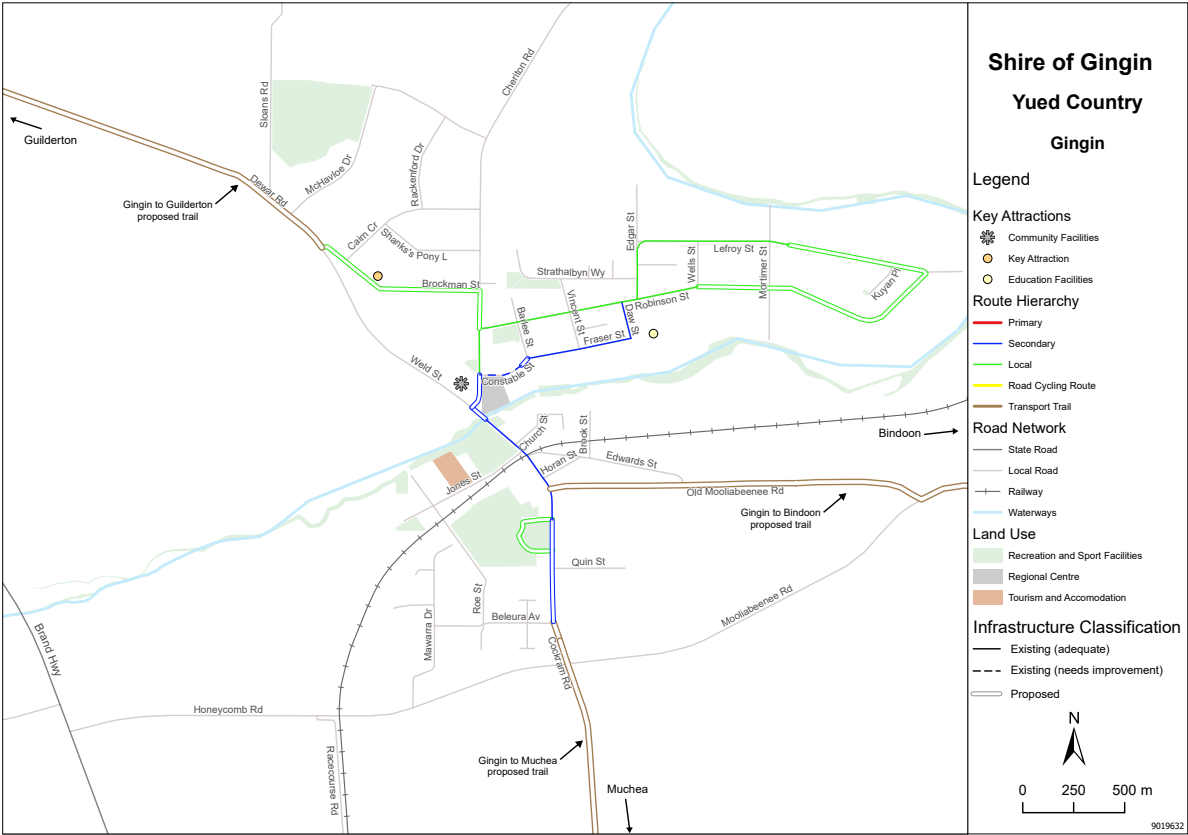 Shire of Gingin
Yued Country
Gingin
Legend
Key Attractions
Community Facilities
Key Attraction
Education Facilities
Route Hierarchy
Primary
Secondary
Local
Road Cycling Route
Transport Trail
Road Network
State Road
Local Road
Railway
Waterways
Land Use
Recreation and Sport Facilities
Regional Centre
Tourism and Accomodation
Infrastructure Classification
Existing (adequate)
Existing (needs improvement)
Proposed
N
0 250 500 m
9019632
Sloans Rd
Cheriton Rd
Guilderton
McHavloe Dr
Rackenford Dr
Dewar Rd
Gingin to Guilderton
proposed trail
Cairn Cr
Shanks's Pony L
Edgar St
Lefroy St
Wells St
Mortimer St
Strathalbyn Wy
Kuyan Pl
Brockman St
Vincent St
Robinson St
Barlee St
Daw St
Fraser St
Weld St
Constable St
Church St
Brook St
Bindoon
Horan St
Edwards St
Jones St
Old Mooliabeenee Rd
Gingin to Bindoon
proposed trail
Quin St
Roe St
Beleura Av
Mooliabeenee Rd
Mawarra Dr
Brand Hwy
Cockram Rd
Honeycomb Rd
Racecourse Rd
Gingin to Muchea
proposed trail
Muchea